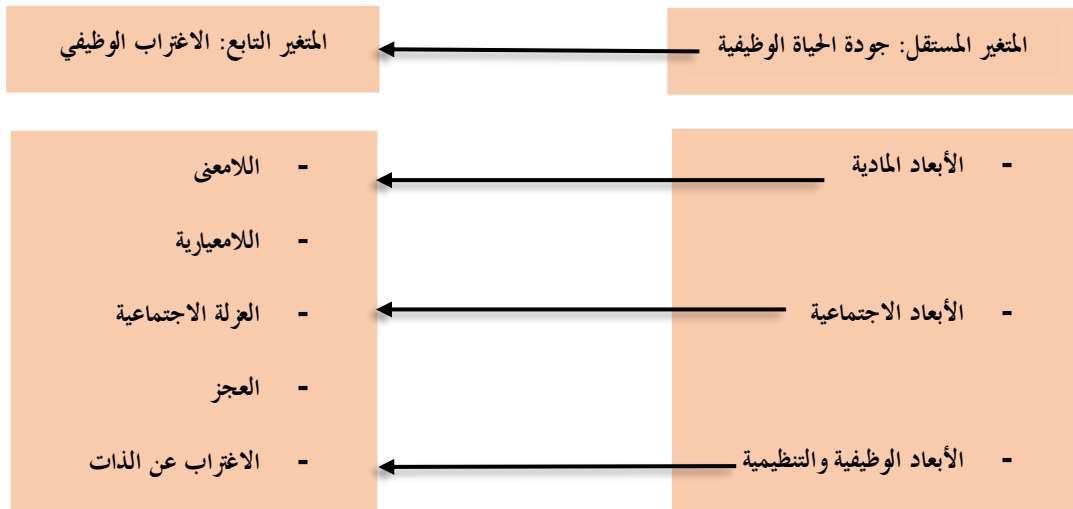 المتغير المستقل: جودة الحياة الوظيفية
المتغير التابع: الاغتراب الوظيفي
- الأبعاد المادية
- الأبعاد الاجتماعية
- الأبعاد الوظيفية والتنظيمية
- اللامعنى
- اللامعيارية
- العزلة الاجتماعية
- العجز
- الاغتراب عن الذات